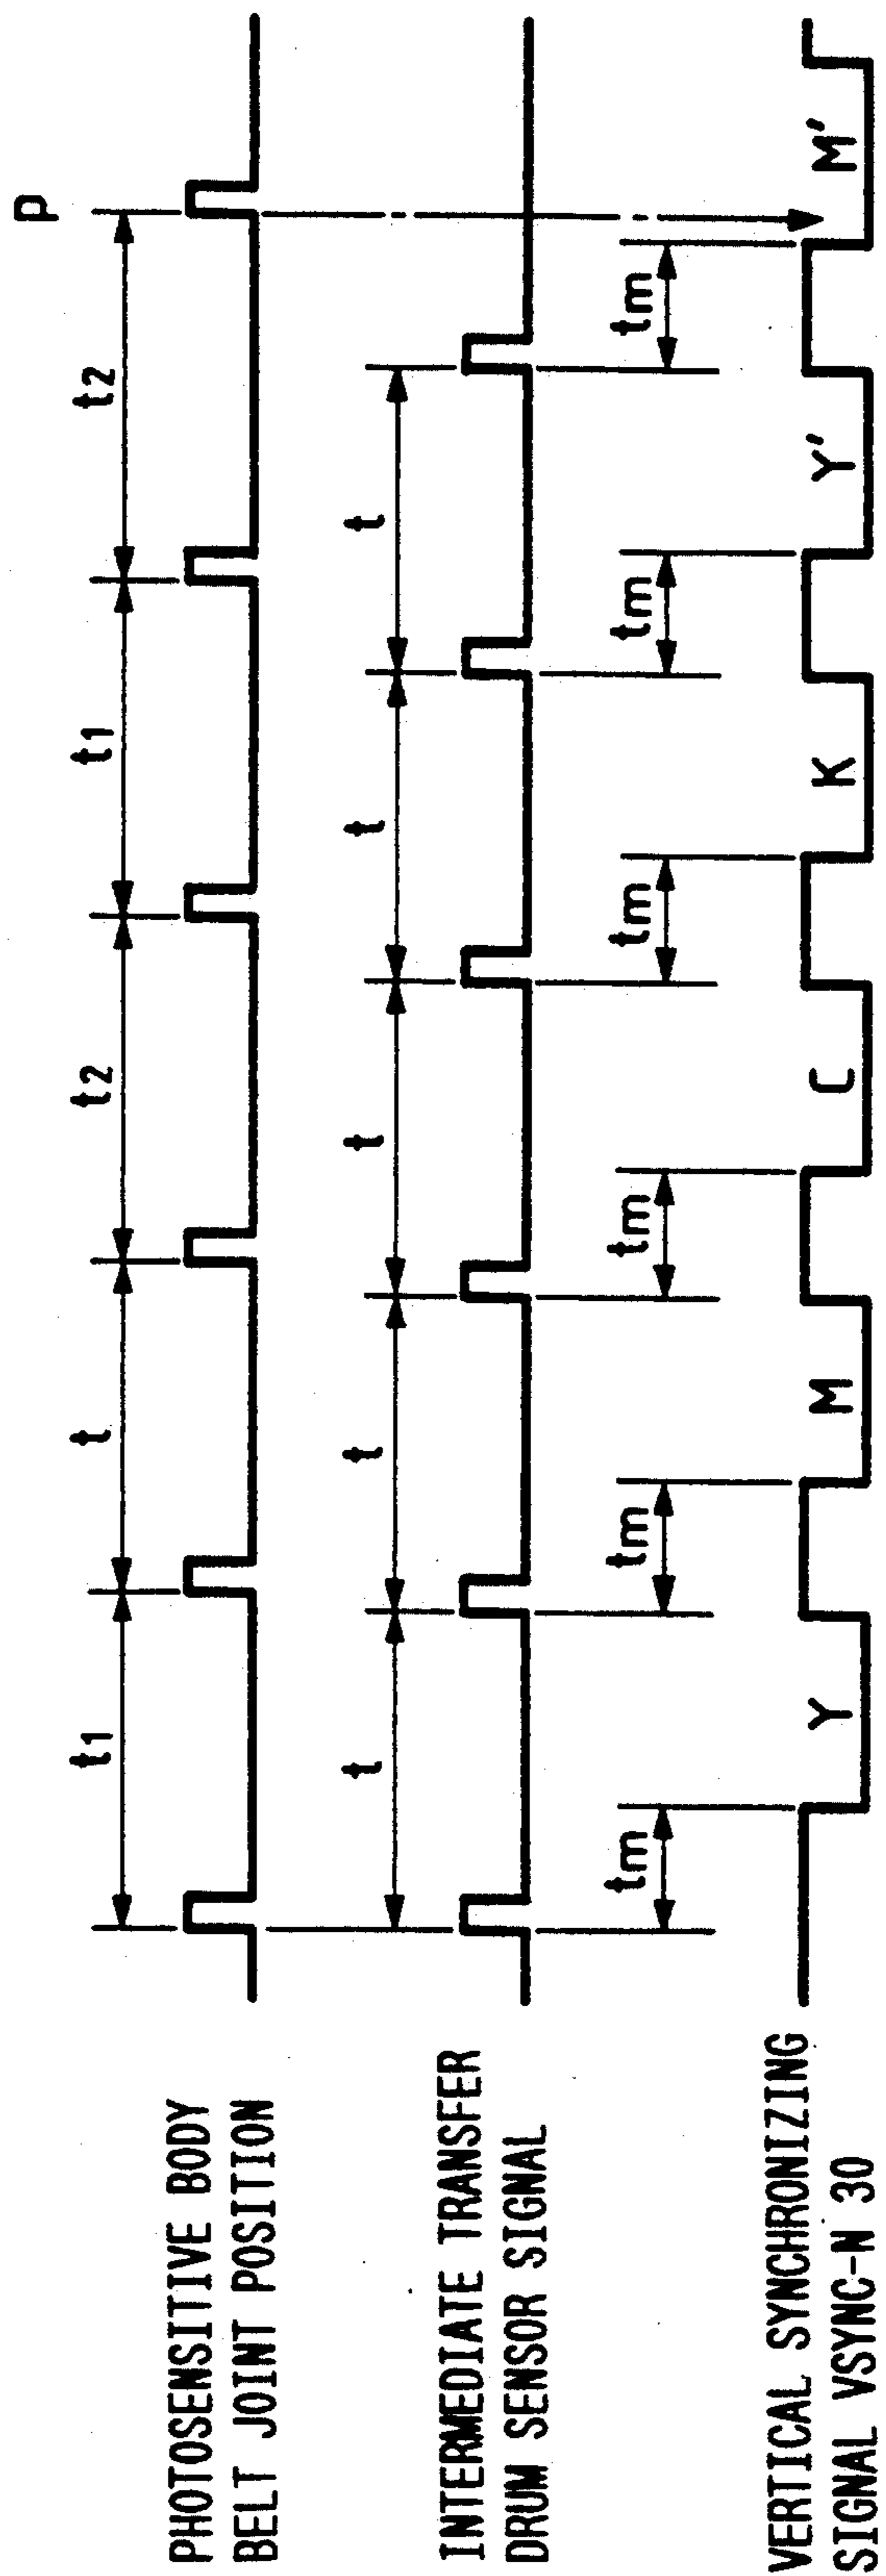 P
t1 t t2 t1 t2
PHOTOSENSITIVE BODY
BELT JOINT POSITION
t t t t t
INTERMEDIATE TRANSFER
DRUM SENSOR SIGNAL
tm tm tm tm tm tm
VERTICAL SYNCHRONIZING
SIGNAL VSYNC-N 30
Y M C K Y' M'